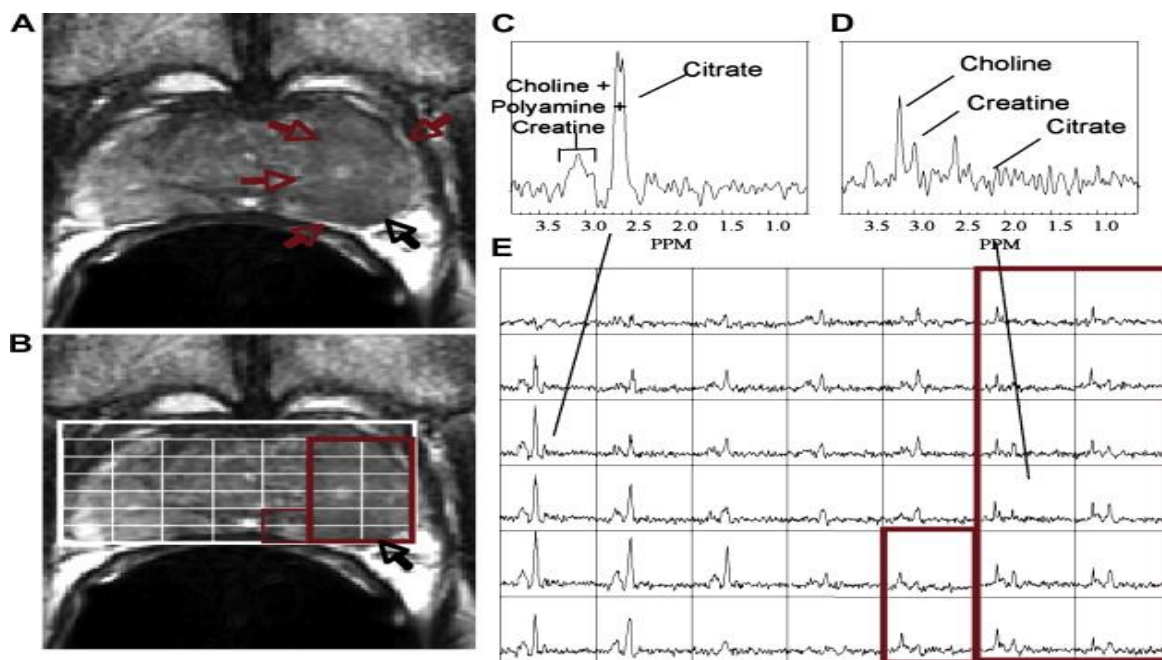 A
C
D
Choline +
Polyamine +
Creatine
Citrate
Choline
Creatine
Citrate
3.5 3.0 2.5 2.0 1.5 1.0
PPM
3.5 3.0 2.5 2.0 1.5 1.0
PPM
B
E